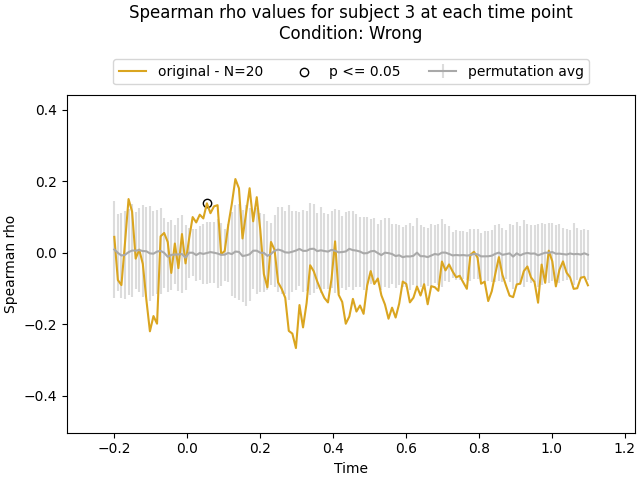 Spearman rho values for subject 3 at each time point
Condition: Wrong
original - N=20
p <= 0.05
permutation avg
0.4
0.2
0.0
−0.2
−0.4
Spearman rho
−0.2
0.0
0.2
0.4
0.6
0.8
1.0
1.2
Time